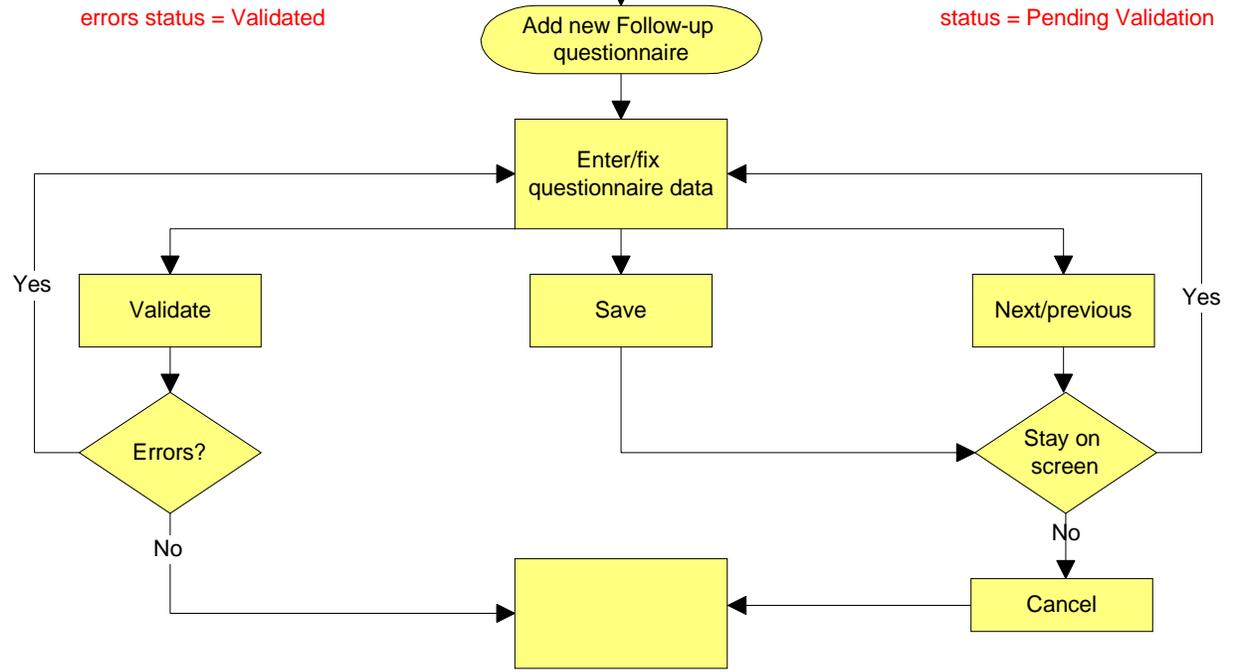 errors status = Validated
status = Pending Validation
Add new Follow-up
questionnaire
Enter/fix
questionnaire data
Yes
Validate
Save
Next/previous
Yes
Errors?
Stay on
screen
No
No
Cancel